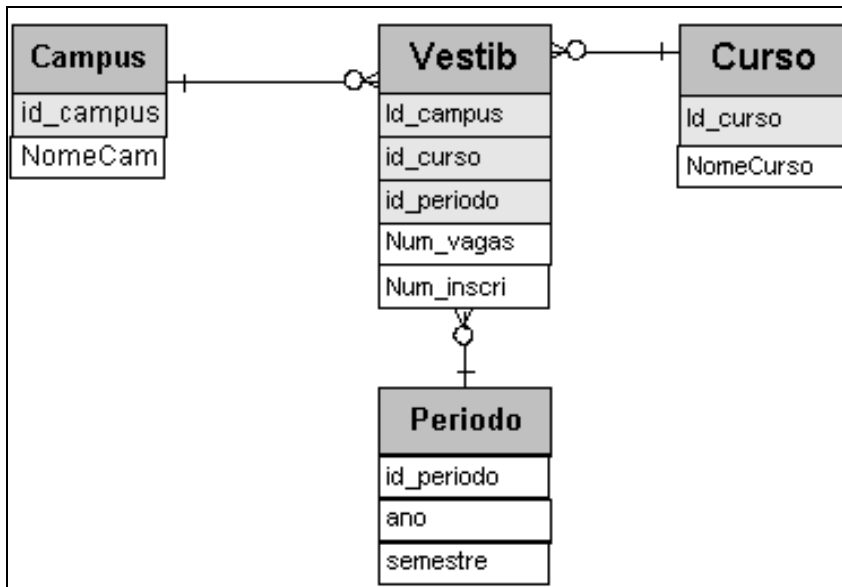 Campus
id_campus
NomeCam
Vestib
Id_campus
id_curso
id_periodo
Num_vagas
Num_inscri
Curso
Id_curso
NomeCurso
Periodo
id_periodo
ano
semestre